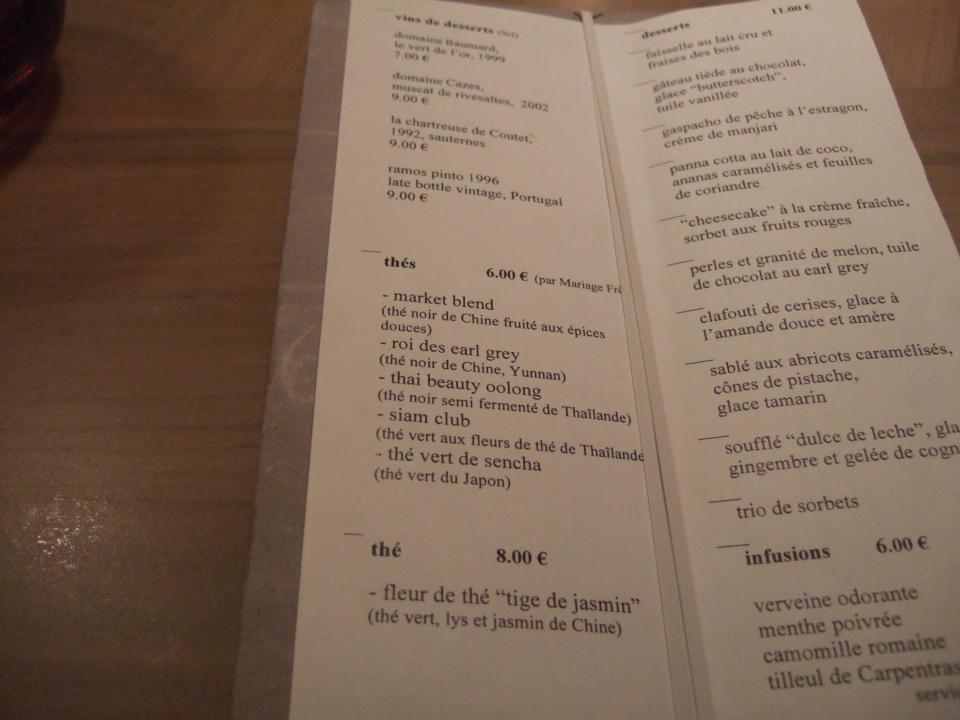 vins de desserts (9cl)
domaine Baumard,
le vert de l'or, 1999
7.00 €
domaine Cazes,
muscat de rivesaltes, 2002
9.00 €
la chartreuse de Coutet,
1992, sauternes
9.00 €
ramos pinto 1996
late bottle vintage, Portugal
9.00 €
thés 6.00 € (par Mariage
- market blend
(thé noir de Chine fruité aux épices
douces)
- roi des earl grey
(thé noir de Chine, Yunnan)
- thai beauty oolong
(thé noir semi fermenté de Thaîlande)
- siam club
(thé vert aux fleurs de thé de Thaîlande
- thé vert de sencha
(thé vert du Japon)
thé 8.00 €
- fleur de thé “tige de jasmin”
(thé vert, lys et jasmin de Chine)
desserts 11.00 €
faisselle au lait cru et
fraises des bois
gâteau tiède au chocolat,
glace “butterscotch”,
tuile vanillée
gaspacho de pêche à l'estragon,
crème de manjari
panna cotta au lait de coco,
ananas caramélisés et feuilles
de coriandre
“cheesecake” à la crème fraîche,
sorbet aux fruits rouges
perles et granité de melon, tuile
de chocolat au earl grey
clafouti de cerises, glace à
l'amande douce et amère
sablé aux abricots caramélisés,
cônes de pistache,
glace tamarin
soufflé “dulce de leche”, gla
gingembre et gelée de cogn
trio de sorbets
infusions 6.00 €
verveine odorante
menthe poivrée
camomille romaine
tilleul de Carpentras
servi